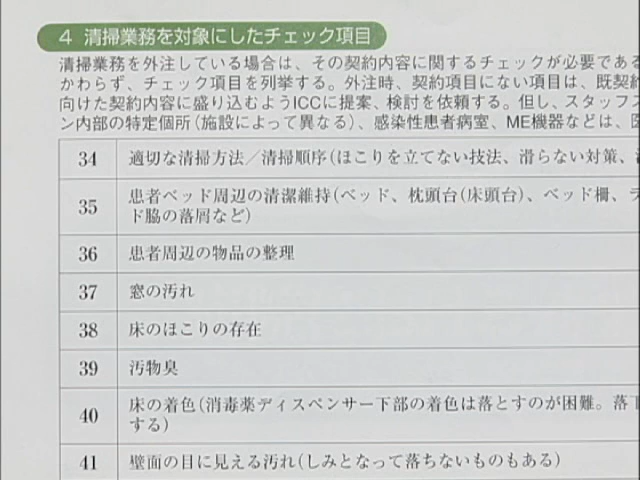 4 清掃業務を対象にしたチェック項目
清掃業務を外注している場合は、その契約内容に関するチェックが必要である
かわらず、チェック項目を列挙する。外注時、契約項目にない項目は、既契約
向けた契約内容に盛り込むようICCに提案、検討を依頼する。但し、スタッフ
ン内部の特定個所(施設によって異なる)、感染性患者病室、ME機器などは、
34 適切な清掃方法/清掃順序(ほこりを立てない技法、滑らない対策、
35 患者ベッド周辺の清潔維持(ベッド、枕頭台(床頭台)、ベッド柵、
ド脇の落屑など)
36 患者周辺の物品の整理
37 窓の汚れ
38 床のほこりの存在
39 汚物臭
40 床の着色(消毒薬ディスペンサー下部の着色は落とすのが困難。落
する)
41 壁面の目に見える汚れ(しみとなって落ちないものもある)